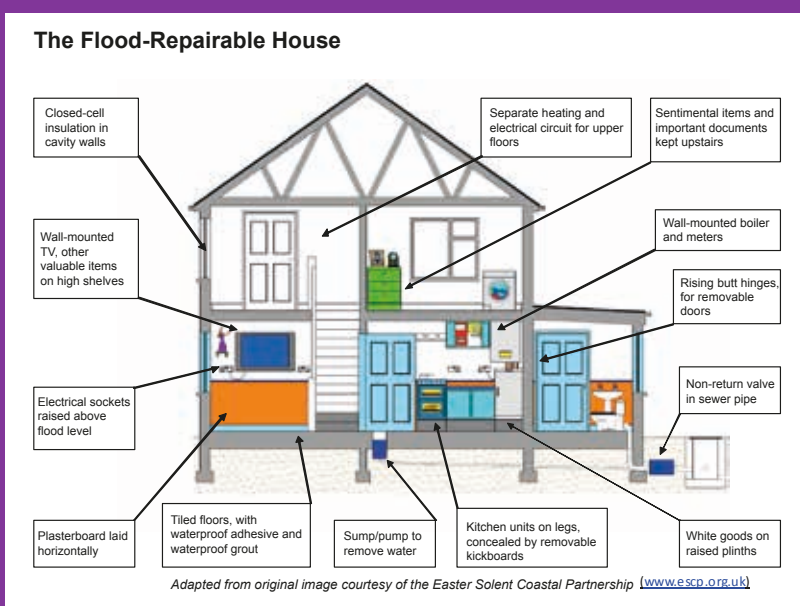 The Flood-Repairable House
Closed-cell
insulation in
cavity walls
Separate heating and
electrical circuit for upper
floors
Sentimental items and
important documents
kept upstairs
Wall-mounted
TV, other
valuable items
on high shelves
Wall-mounted boiler
and meters
Rising butt hinges,
for removable
doors
Electrical sockets
raised above
flood level
Non-return valve
in sewer pipe
Plasterboard laid
horizontally
Tiled floors, with
waterproof adhesive and
waterproof grout
Sump/pump to
remove water
Kitchen units on legs,
concealed by removable
kickboards
White goods on
raised plinths
Adapted from original image courtesy of the Easter Solent Coastal Partnership (www.escp.org.uk)